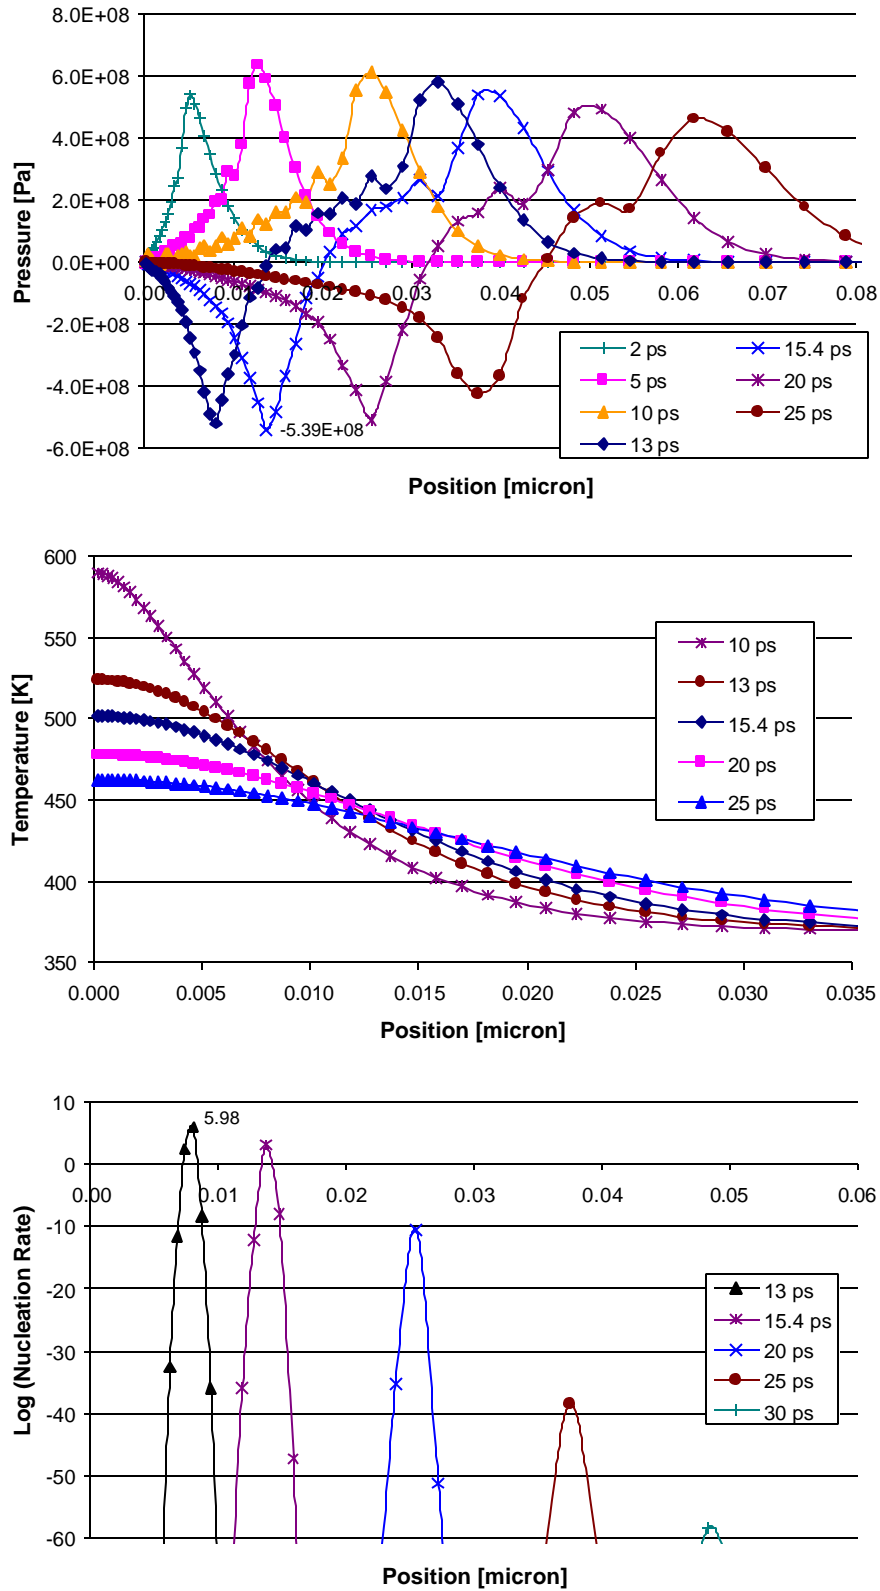 8.0E+08
6.0E+08
4.0E+08
2.0E+08
0.0E+00
-2.0E+08
-4.0E+08
-6.0E+08
Pressure [Pa]
0.00 0.01 0.02 0.03 0.04 0.05 0.06 0.07 0.08
-5.39E+08
2 ps 15.4 ps
5 ps 20 ps
10 ps 25 ps
13 ps
Position [micron]
600
550
500
450
400
350
Temperature [K]
10 ps
13 ps
15.4 ps
20 ps
25 ps
0.000 0.005 0.010 0.015 0.020 0.025 0.030 0.035
Position [micron]
10
0
-10
-20
-30
-40
-50
-60
Log (Nucleation Rate)
5.98
0.00 0.01 0.02 0.03 0.04 0.05 0.06
13 ps
15.4 ps
20 ps
25 ps
30 ps
Position [micron]